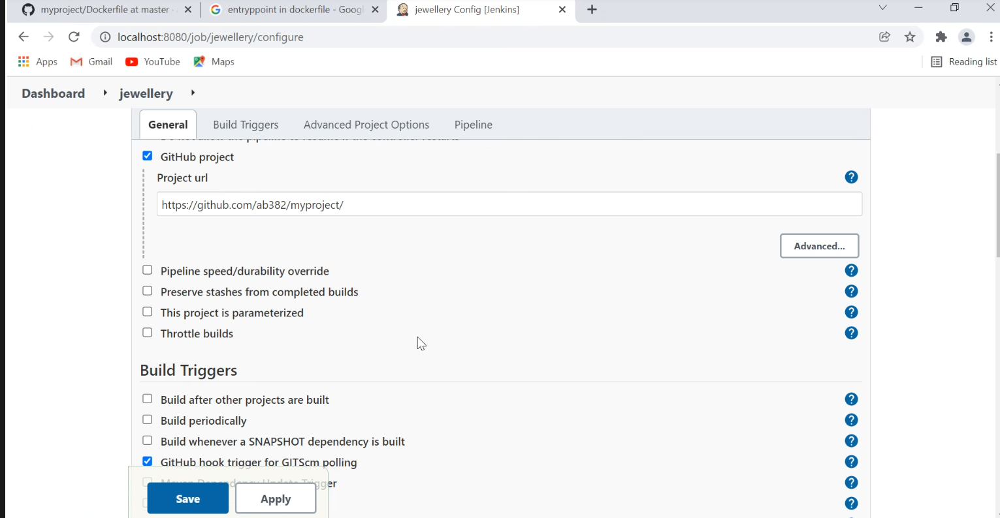 myproject/Dockerfile at master
entryppoint in dockerfile - Googl
jewellery Config [Jenkins]
localhost:8080/job/jewellery/configure
Apps
Gmail
YouTube
Maps
Reading list
Dashboard
jewellery
General
Build Triggers
Advanced Project Options
Pipeline
GitHub project
Project url
?
https://github.com/ab382/myproject/
Advanced...
Pipeline speed/durability override
?
Preserve stashes from completed builds
?
This project is parameterized
?
Throttle builds
?
Build Triggers
Build after other projects are built
?
Build periodically
?
Build whenever a SNAPSHOT dependency is built
?
GitHub hook trigger for GITScm polling
?
Maven Dependency Update Trigger
?
Save
Apply
?